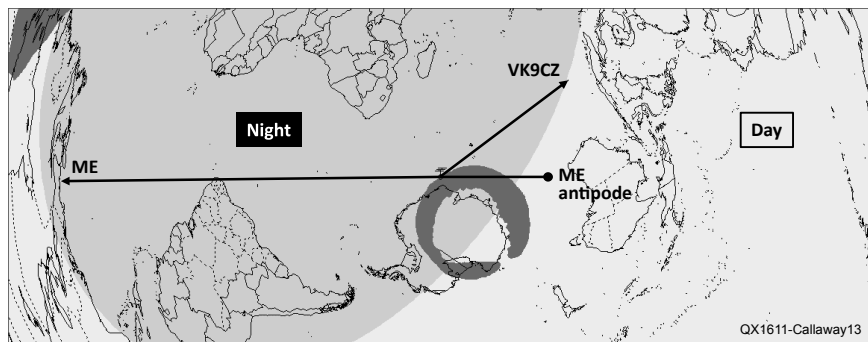 VK9CZ
Night
Day
ME
ME
antipode
QX1611-Callaway13